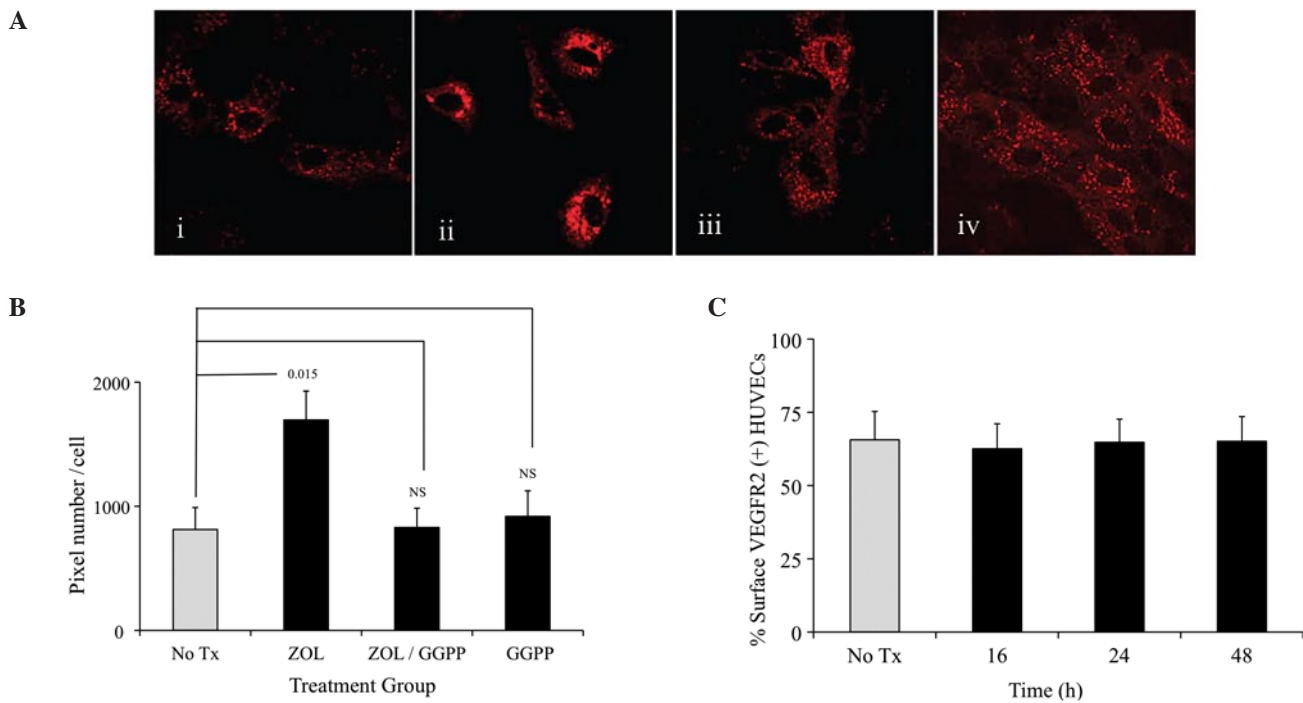 A
i
ii
iii
iv
B
Pixel number / cell
2000
1000
0
0.015
NS
NS
No Tx
ZOL
ZOL / GGPP
GGPP
Treatment Group
C
% Surface VEGFR2 (+) HUVECs
100
75
50
25
0
No Tx
16
24
48
Time (h)